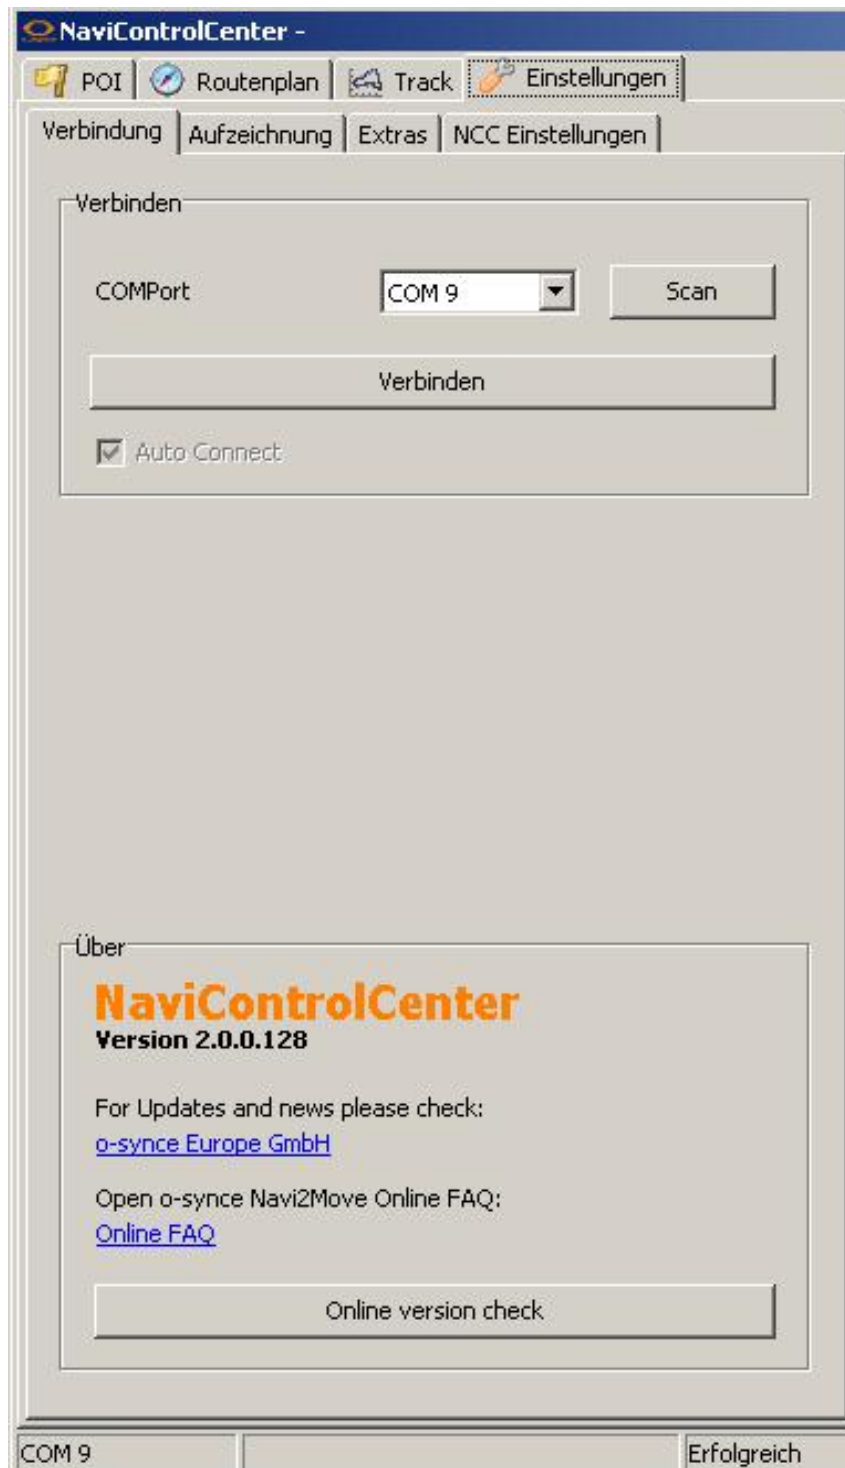 NaviControlCenter -
POI Routenplan Track Einstellungen
Verbindung Aufzeichnung Extras NCC Einstellungen
Verbinden
COMPort COM 9 Scan
Verbinden
Auto Connect
Über
NaviControlCenter
Version 2.0.0.128
For Updates and news please check:
o-synce Europe GmbH
Open o-synce Navi2Move Online FAQ:
Online FAQ
Online version check
COM 9 Erfolgreich